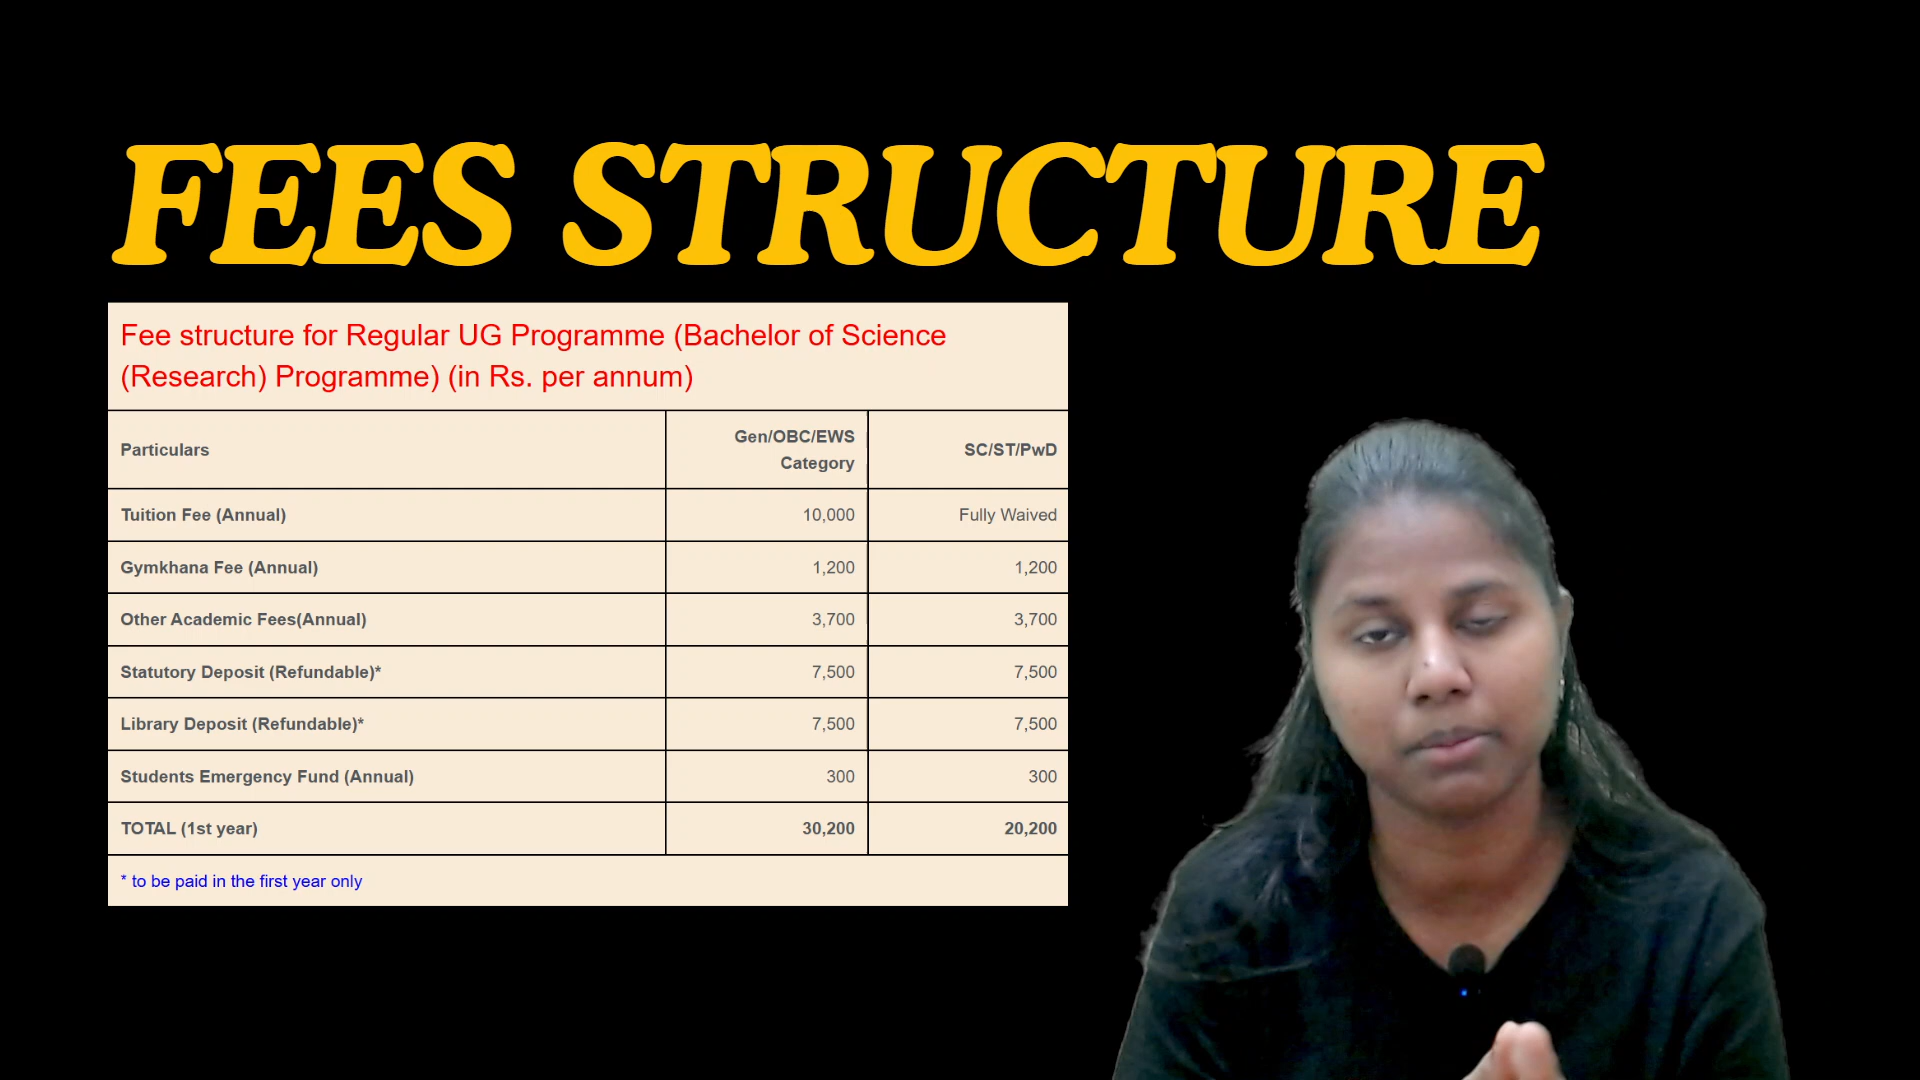 FEES STRUCTURE
Fee structure for Regular UG Programme (Bachelor of Science
(Research) Programme) (in Rs. per annum)
Particulars Gen/OBC/EWS Category SC/ST/PwD
Tuition Fee (Annual) 10,000 Fully Waived
Gymkhana Fee (Annual) 1,200 1,200
Other Academic Fees(Annual) 3,700 3,700
Statutory Deposit (Refundable)* 7,500 7,500
Library Deposit (Refundable)* 7,500 7,500
Students Emergency Fund (Annual) 300 300
TOTAL (1st year) 30,200 20,200
* to be paid in the first year only